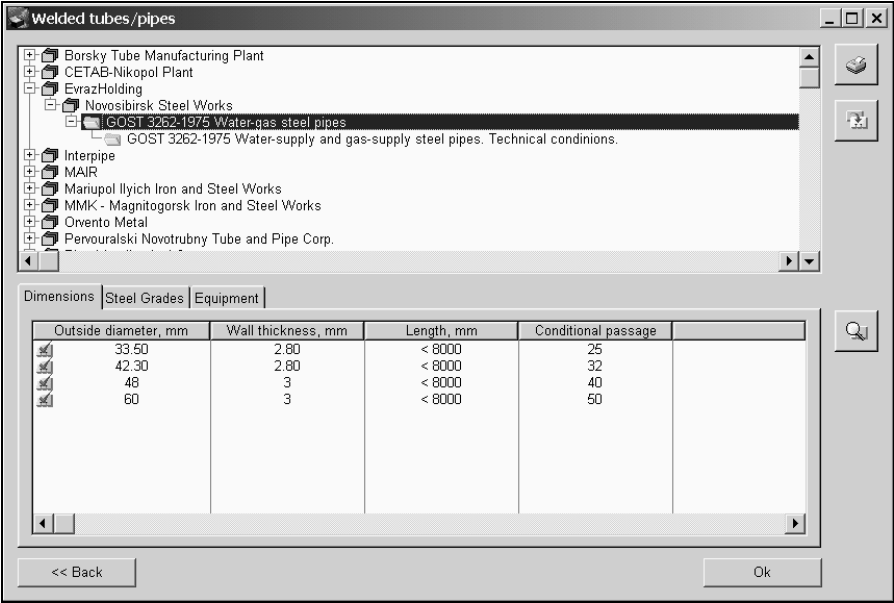 Welded tubes/pipes
Borsky Tube Manufacturing Plant
CETAB-Nikopol Plant
EvrazHolding
Novosibirsk Steel Works
GOST 3262-1975 Water-gas steel pipes
GOST 3262-1975 Water-supply and gas-supply steel pipes. Technical condinions.
Interpipe
MAIR
Mariupol Ilyich Iron and Steel Works
MMK - Magnitogorsk Iron and Steel Works
Orvento Metal
Pervouralski Novotrubny Tube and Pipe Corp.
Dimensions Steel Grades Equipment
Outside diameter, mm Wall thickness, mm Length, mm Conditional passage
33.50 2.80 < 8000 25
42.30 2.80 < 8000 32
48 3 < 8000 40
60 3 < 8000 50
<< Back Ok